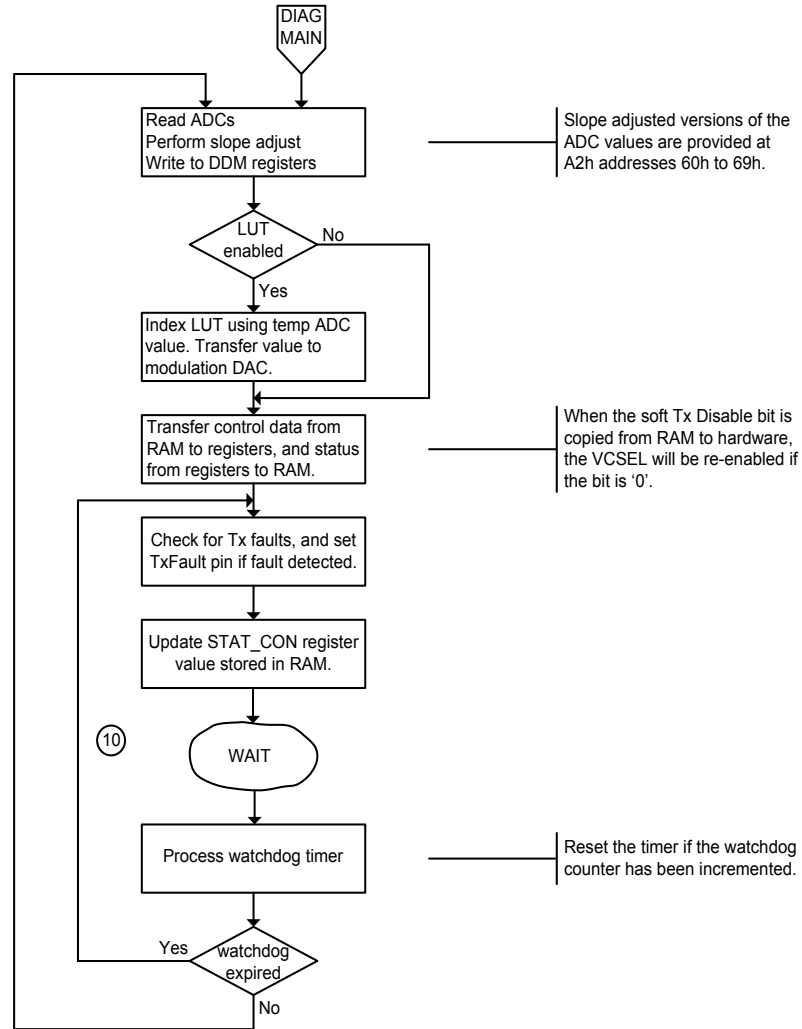 DIAG
MAIN
Read ADCs
Perform slope adjust
Write to DDM registers
Slope adjusted versions of the
ADC values are provided at
A2h addresses 60h to 69h.
LUT
enabled
No
Yes
Index LUT using temp ADC
value. Transfer value to
modulation DAC.
Transfer control data from
RAM to registers, and status
from registers to RAM.
When the soft Tx Disable bit is
copied from RAM to hardware,
the VCSEL will be re-enabled if
the bit is ‘0’.
Check for Tx faults, and set
TxFault pin if fault detected.
Update STAT_CON register
value stored in RAM.
10
WAIT
Process watchdog timer
Reset the timer if the watchdog
counter has been incremented.
Yes
watchdog
expired
No